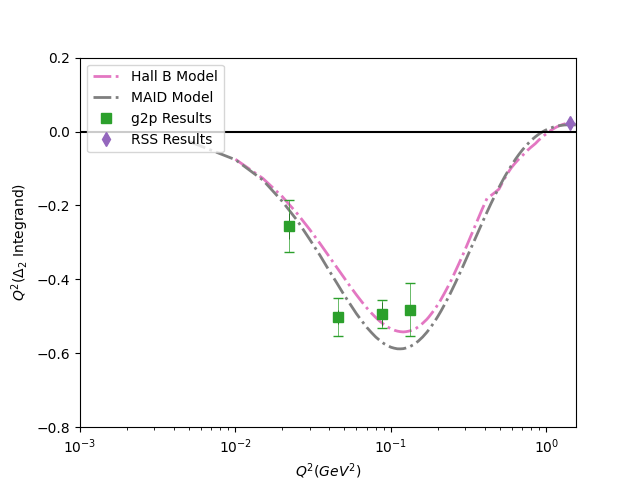 Hall B Model
MAID Model
g2p Results
RSS Results
0.2
0.0
−0.2
−0.4
−0.6
−0.8
Q²(Δ₂ Integrand)
10⁻³
10⁻²
10⁻¹
10⁰
Q²(GeV²)